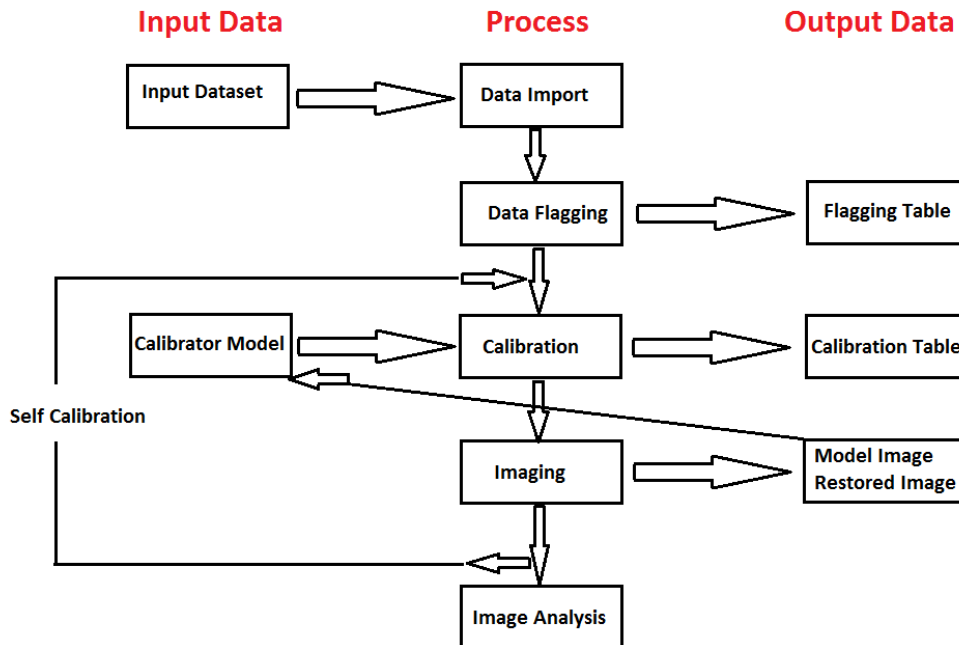 Input Data
Process
Output Data
Input Dataset
Data Import
Data Flagging
Flagging Table
Calibrator Model
Calibration
Calibration Table
Self Calibration
Imaging
Model Image
Restored Image
Image Analysis